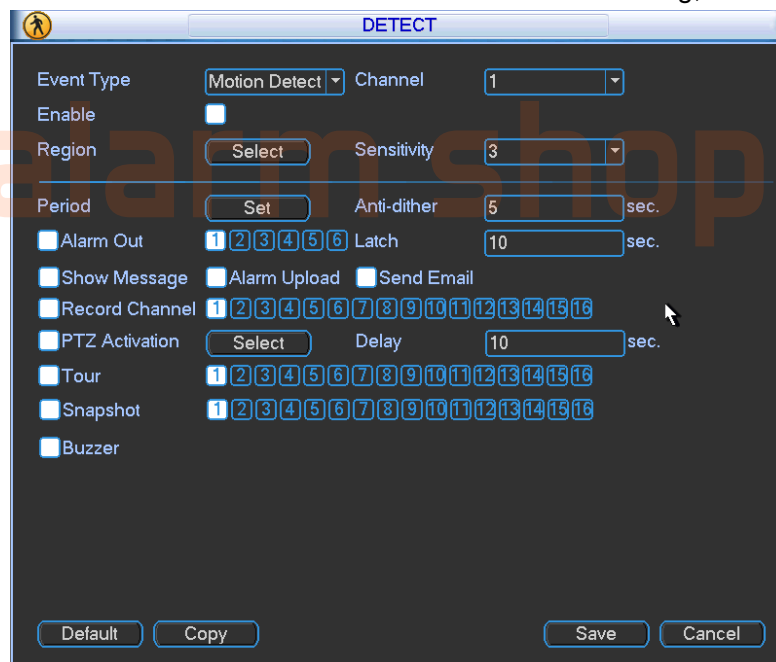 DETECT
Event Type Motion Detect Channel 1
Enable
Region Select Sensitivity 3
Period Set Anti-dither 5 sec.
Alarm Out 1 2 3 4 5 6 Latch 10 sec.
Show Message Alarm Upload Send Email
Record Channel 1 2 3 4 5 6 7 8 9 10 11 12 13 14 15 16
PTZ Activation Select Delay 10 sec.
Tour 1 2 3 4 5 6 7 8 9 10 11 12 13 14 15 16
Snapshot 1 2 3 4 5 6 7 8 9 10 11 12 13 14 15 16
Buzzer
Default Copy Save Cancel
alarm shop